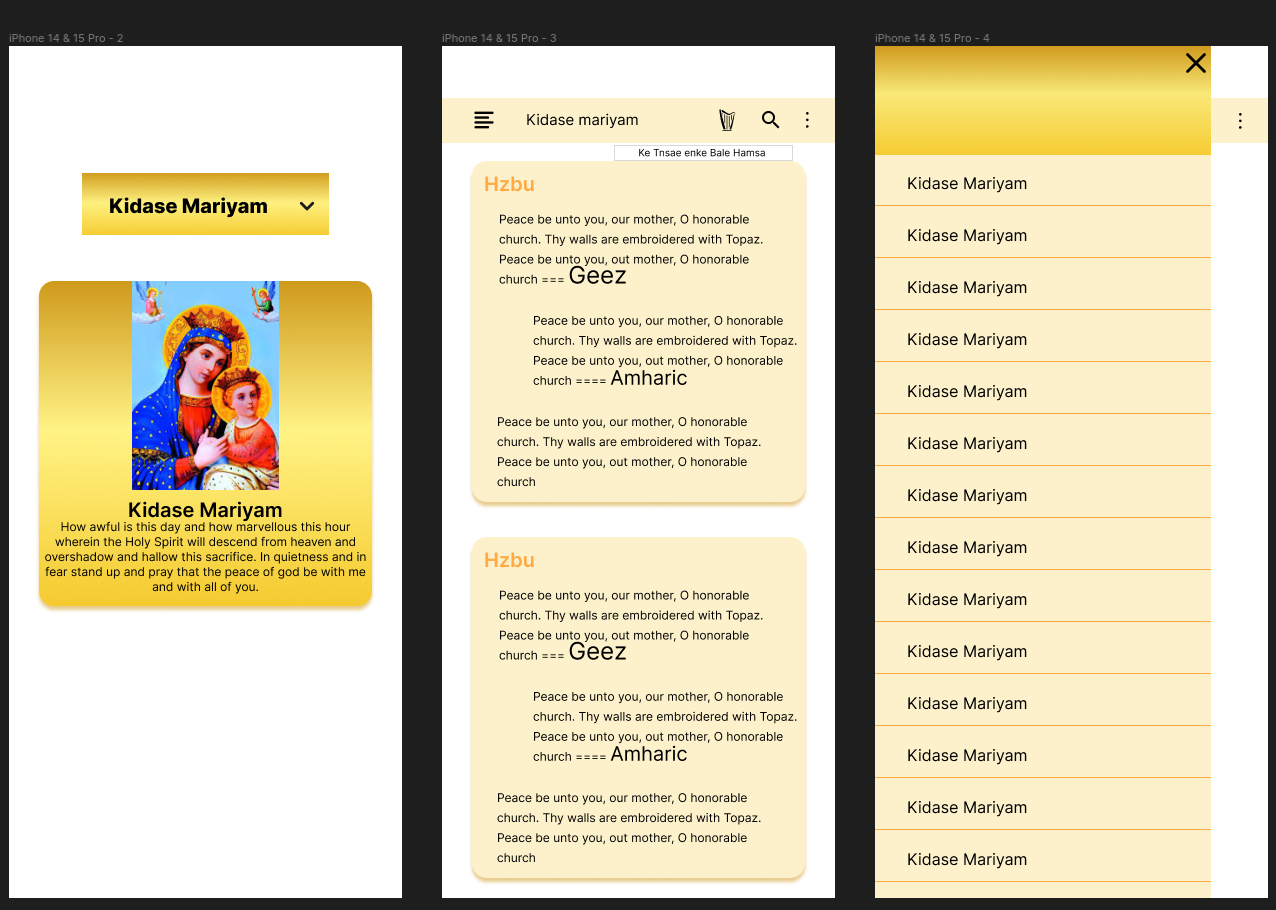 iPhone 14 & 15 Pro - 2
Kidase Mariyam
Kidase Mariyam
How awful is this day and how marvellous this hour
wherein the Holy Spirit will descend from heaven and
overshadow and hallow this sacrifice. In quietness and in
fear stand up and pray that the peace of god be with me
and with all of you.
iPhone 14 & 15 Pro - 3
Kidase mariyam
Ke Tnsae enke Bale Hamsa
Hzbu
Peace be unto you, our mother, O honorable
church. Thy walls are embroidered with Topaz.
Peace be unto you, out mother, O honorable
church === Geez
Peace be unto you, our mother, O honorable
church. Thy walls are embroidered with Topaz.
Peace be unto you, out mother, O honorable
church ==== Amharic
Peace be unto you, our mother, O honorable
church. Thy walls are embroidered with Topaz.
Peace be unto you, out mother, O honorable
church
Hzbu
Peace be unto you, our mother, O honorable
church. Thy walls are embroidered with Topaz.
Peace be unto you, out mother, O honorable
church === Geez
Peace be unto you, our mother, O honorable
church. Thy walls are embroidered with Topaz.
Peace be unto you, out mother, O honorable
church ==== Amharic
Peace be unto you, our mother, O honorable
church. Thy walls are embroidered with Topaz.
Peace be unto you, out mother, O honorable
church
iPhone 14 & 15 Pro - 4
Kidase Mariyam
Kidase Mariyam
Kidase Mariyam
Kidase Mariyam
Kidase Mariyam
Kidase Mariyam
Kidase Mariyam
Kidase Mariyam
Kidase Mariyam
Kidase Mariyam
Kidase Mariyam
Kidase Mariyam
Kidase Mariyam
Kidase Mariyam